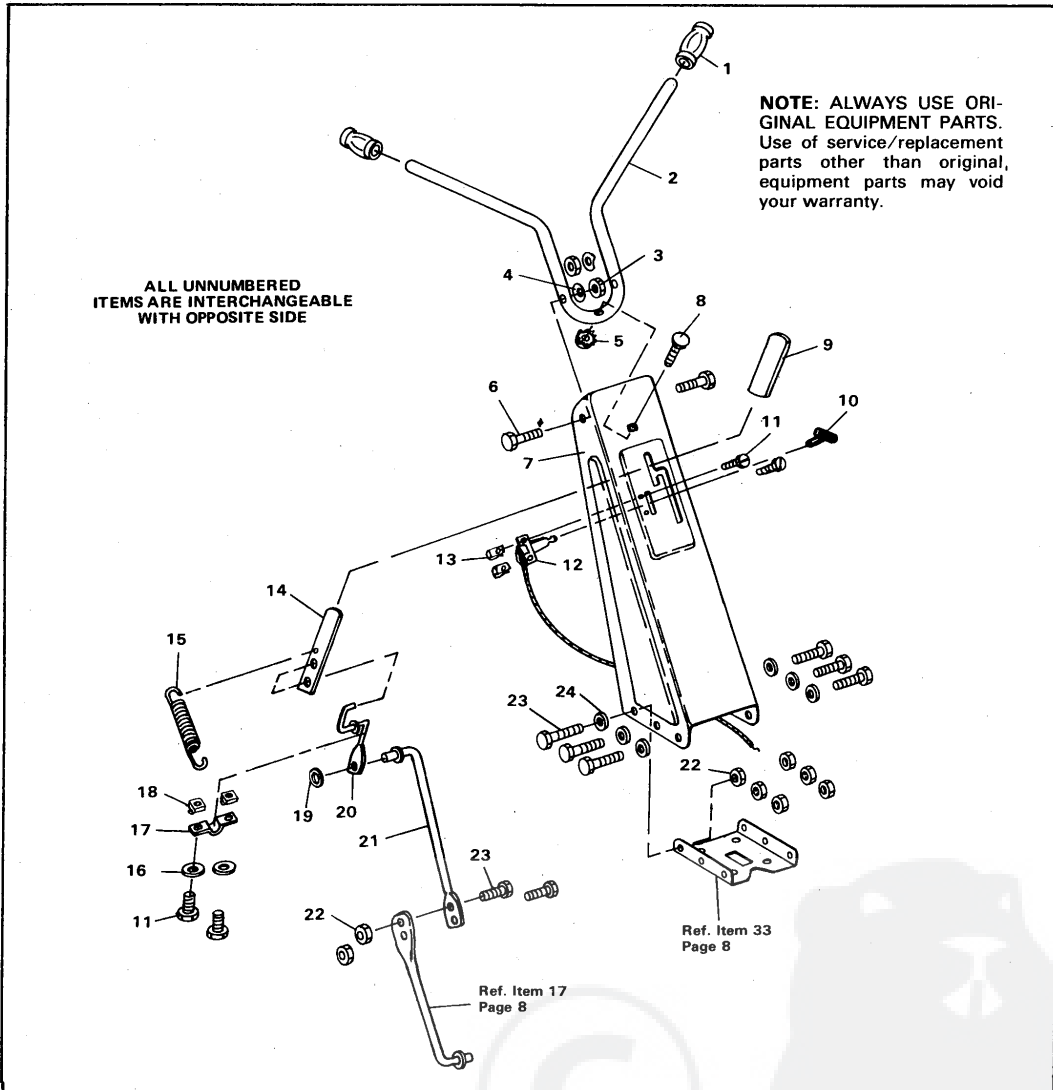 1
NOTE: ALWAYS USE ORI-
GINAL EQUIPMENT PARTS.
Use of service/replacement
parts other than original,
equipment parts may void
your warranty.
2
3
4
ALL UNNUMBERED
ITEMS ARE INTERCHANGEABLE
WITH OPPOSITE SIDE
5
8
9
6
10
11
7
13
12
14
15
24
23
22
18
19
20
17
21
16
23
11
22
Ref. Item 33
Page 8
Ref. Item 17
Page 8
©